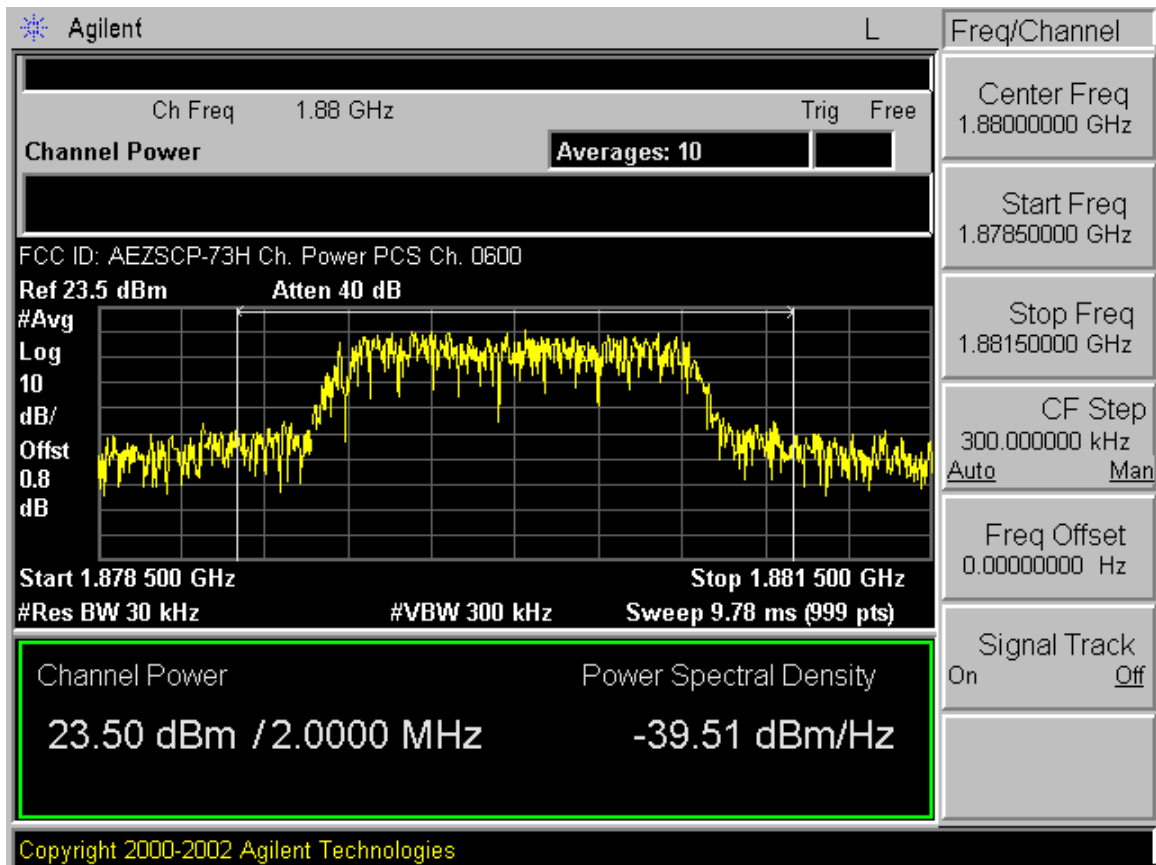 Agilent L
Ch Freq 1.88 GHz Trig Free
Channel Power Averages: 10
FCC ID: AEZSCP-73H Ch. Power PCS Ch. 0600
Ref 23.5 dBm Atten 40 dB
#Avg
Log
10
dB/
Offst
0.8
dB
Start 1.878 500 GHz Stop 1.881 500 GHz
#Res BW 30 kHz #VBW 300 kHz Sweep 9.78 ms (999 pts)
Channel Power Power Spectral Density
23.50 dBm / 2.0000 MHz -39.51 dBm/Hz
Copyright 2000-2002 Agilent Technologies
Freq/Channel
Center Freq
1.88000000 GHz
Start Freq
1.87850000 GHz
Stop Freq
1.88150000 GHz
CF Step
300.000000 kHz
Auto Man
Freq Offset
0.00000000 Hz
Signal Track
On Off